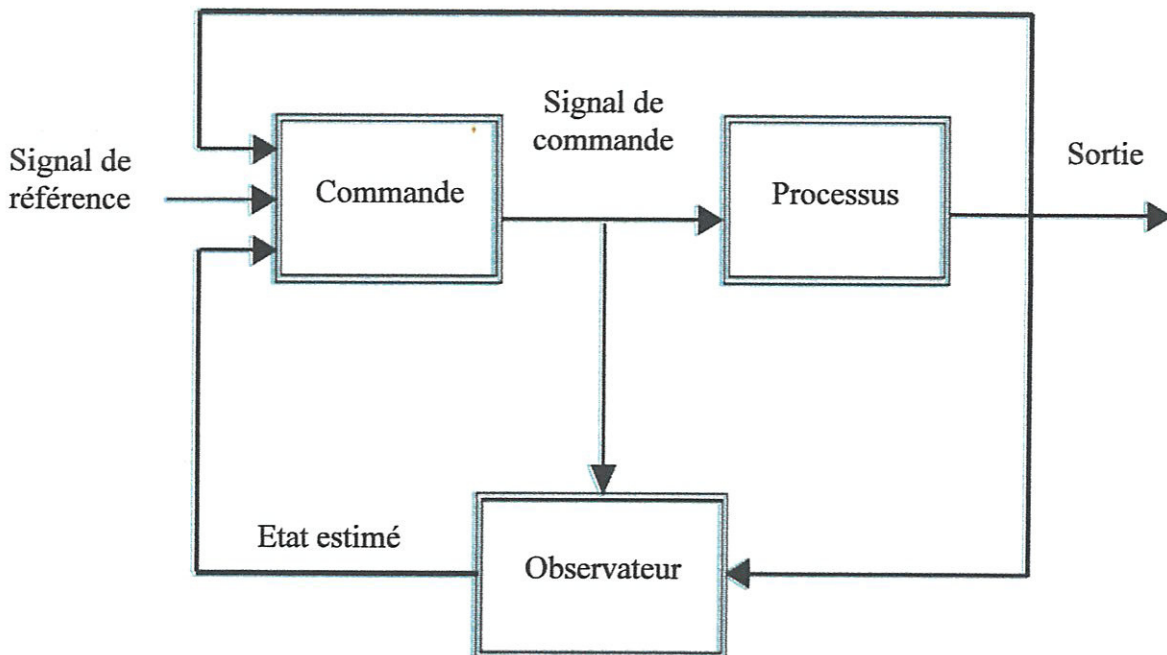 Signal de
commande
Signal de
référence
Commande
Processus
Sortie
Etat estimé
Observateur